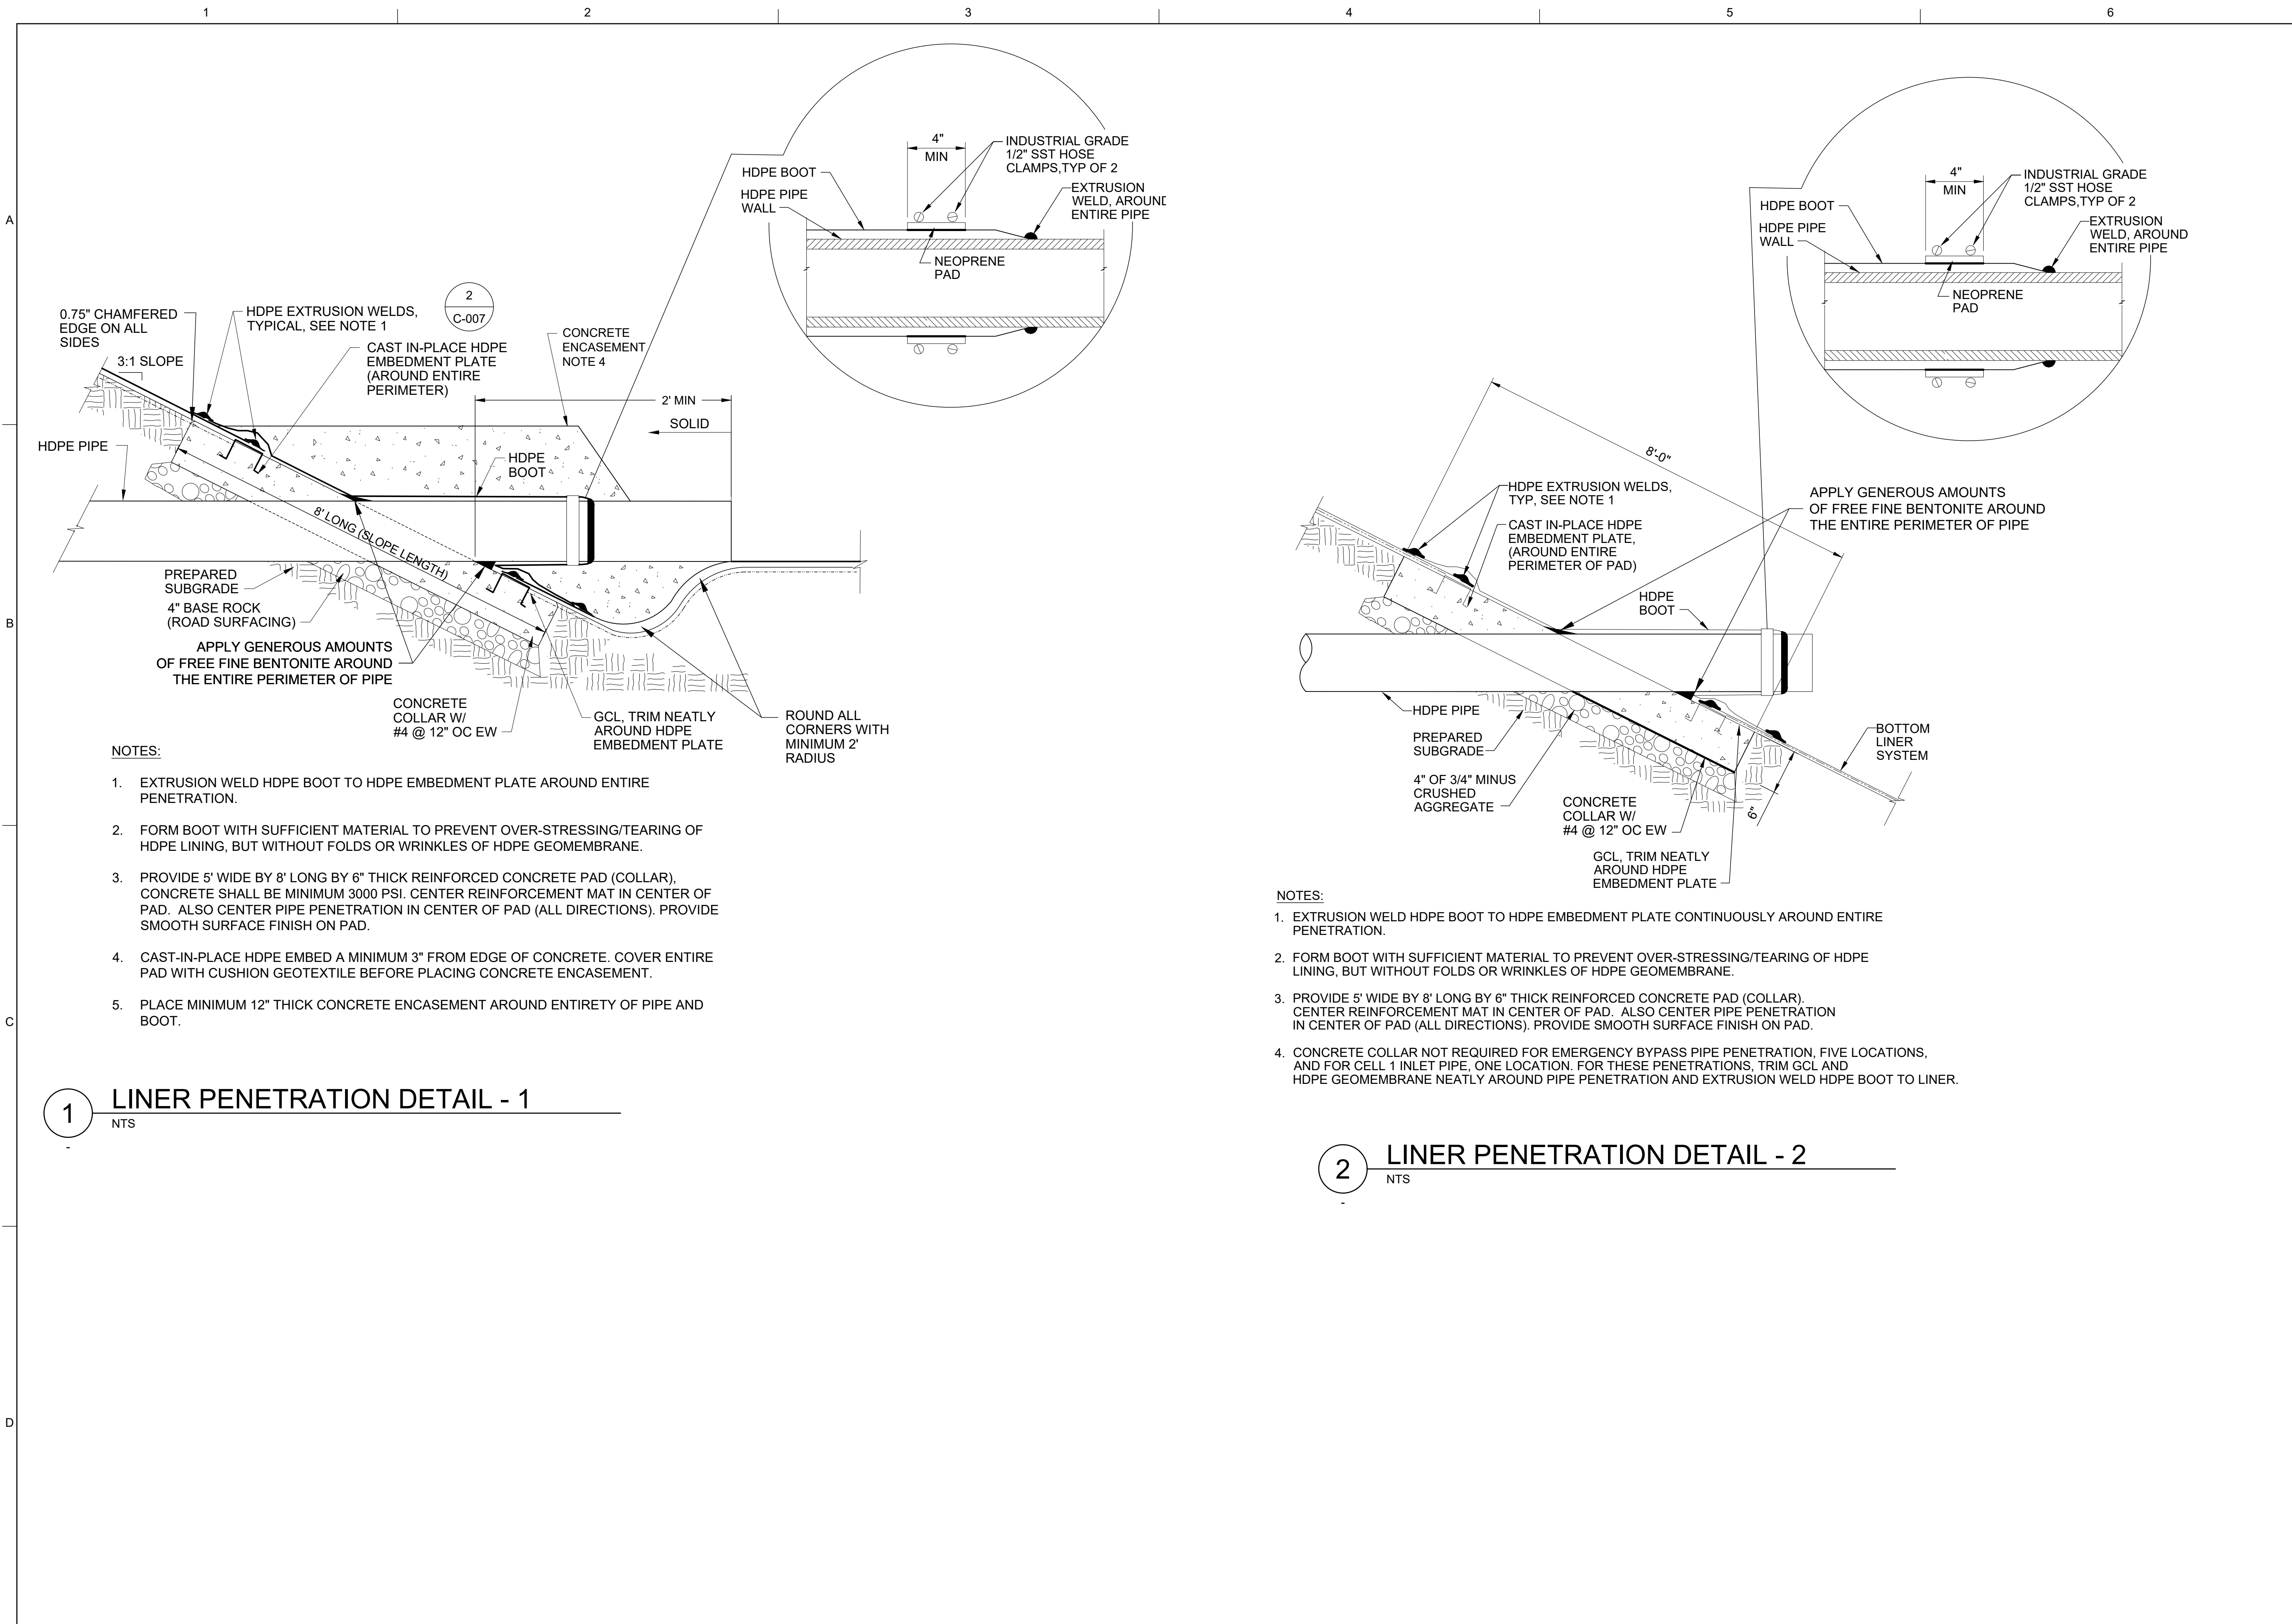 1
2
3
4
5
6
A
B
C
D
4"
MIN
INDUSTRIAL GRADE
1/2" SST HOSE
CLAMPS,TYP OF 2
HDPE BOOT
HDPE PIPE
WALL
EXTRUSION
WELD, AROUND
ENTIRE PIPE
NEOPRENE
PAD
2
C-007
0.75" CHAMFERED
EDGE ON ALL
SIDES
3:1 SLOPE
HDPE EXTRUSION WELDS,
TYPICAL, SEE NOTE 1
CAST IN-PLACE HDPE
EMBEDMENT PLATE
(AROUND ENTIRE
PERIMETER)
CONCRETE
ENCASEMENT
NOTE 4
2' MIN
SOLID
HDPE PIPE
HDPE
BOOT
8' LONG (SLOPE LENGTH)
PREPARED
SUBGRADE
4" BASE ROCK
(ROAD SURFACING)
APPLY GENEROUS AMOUNTS
OF FREE FINE BENTONITE AROUND
THE ENTIRE PERIMETER OF PIPE
CONCRETE
COLLAR W/
#4 @ 12" OC EW
GCL, TRIM NEATLY
AROUND HDPE
EMBEDMENT PLATE
ROUND ALL
CORNERS WITH
MINIMUM 2'
RADIUS
NOTES:
1. EXTRUSION WELD HDPE BOOT TO HDPE EMBEDMENT PLATE AROUND ENTIRE
PENETRATION.
2. FORM BOOT WITH SUFFICIENT MATERIAL TO PREVENT OVER-STRESSING/TEARING OF
HDPE LINING, BUT WITHOUT FOLDS OR WRINKLES OF HDPE GEOMEMBRANE.
3. PROVIDE 5' WIDE BY 8' LONG BY 6" THICK REINFORCED CONCRETE PAD (COLLAR),
CONCRETE SHALL BE MINIMUM 3000 PSI. CENTER REINFORCEMENT MAT IN CENTER OF
PAD. ALSO CENTER PIPE PENETRATION IN CENTER OF PAD (ALL DIRECTIONS). PROVIDE
SMOOTH SURFACE FINISH ON PAD.
4. CAST-IN-PLACE HDPE EMBED A MINIMUM 3" FROM EDGE OF CONCRETE. COVER ENTIRE
PAD WITH CUSHION GEOTEXTILE BEFORE PLACING CONCRETE ENCASEMENT.
5. PLACE MINIMUM 12" THICK CONCRETE ENCASEMENT AROUND ENTIRETY OF PIPE AND
BOOT.
1
LINER PENETRATION DETAIL - 1
NTS
-
4"
MIN
INDUSTRIAL GRADE
1/2" SST HOSE
CLAMPS,TYP OF 2
HDPE BOOT
HDPE PIPE
WALL
EXTRUSION
WELD, AROUND
ENTIRE PIPE
NEOPRENE
PAD
8'-0"
HDPE EXTRUSION WELDS,
TYP, SEE NOTE 1
CAST IN-PLACE HDPE
EMBEDMENT PLATE,
(AROUND ENTIRE
PERIMETER OF PAD)
APPLY GENEROUS AMOUNTS
OF FREE FINE BENTONITE AROUND
THE ENTIRE PERIMETER OF PIPE
HDPE
BOOT
HDPE PIPE
PREPARED
SUBGRADE
4" OF 3/4" MINUS
CRUSHED
AGGREGATE
CONCRETE
COLLAR W/
#4 @ 12" OC EW
GCL, TRIM NEATLY
AROUND HDPE
EMBEDMENT PLATE
6"
BOTTOM
LINER
SYSTEM
NOTES:
1. EXTRUSION WELD HDPE BOOT TO HDPE EMBEDMENT PLATE CONTINUOUSLY AROUND ENTIRE
PENETRATION.
2. FORM BOOT WITH SUFFICIENT MATERIAL TO PREVENT OVER-STRESSING/TEARING OF HDPE
LINING, BUT WITHOUT FOLDS OR WRINKLES OF HDPE GEOMEMBRANE.
3. PROVIDE 5' WIDE BY 8' LONG BY 6" THICK REINFORCED CONCRETE PAD (COLLAR).
CENTER REINFORCEMENT MAT IN CENTER OF PAD. ALSO CENTER PIPE PENETRATION
IN CENTER OF PAD (ALL DIRECTIONS). PROVIDE SMOOTH SURFACE FINISH ON PAD.
4. CONCRETE COLLAR NOT REQUIRED FOR EMERGENCY BYPASS PIPE PENETRATION, FIVE LOCATIONS,
AND FOR CELL 1 INLET PIPE, ONE LOCATION. FOR THESE PENETRATIONS, TRIM GCL AND
HDPE GEOMEMBRANE NEATLY AROUND PIPE PENETRATION AND EXTRUSION WELD HDPE BOOT TO LINER.
2
LINER PENETRATION DETAIL - 2
NTS
-